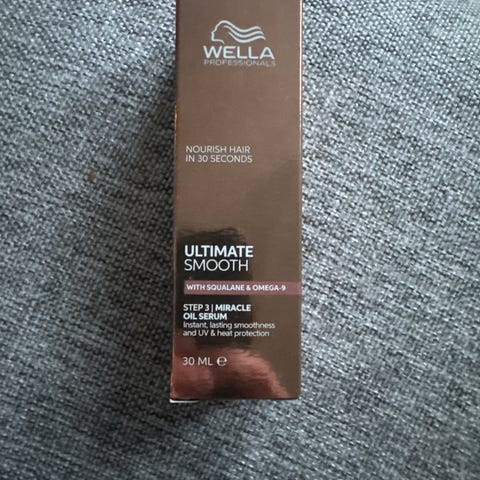 WELLA
PROFESSIONALS
NOURISH HAIR
IN 30 SECONDS
ULTIMATE
SMOOTH
WITH SQUALANE & OMEGA-9
STEP 3 | MIRACLE
OIL SERUM
Instant, lasting smoothness
and UV & heat protection
30 ML ℮